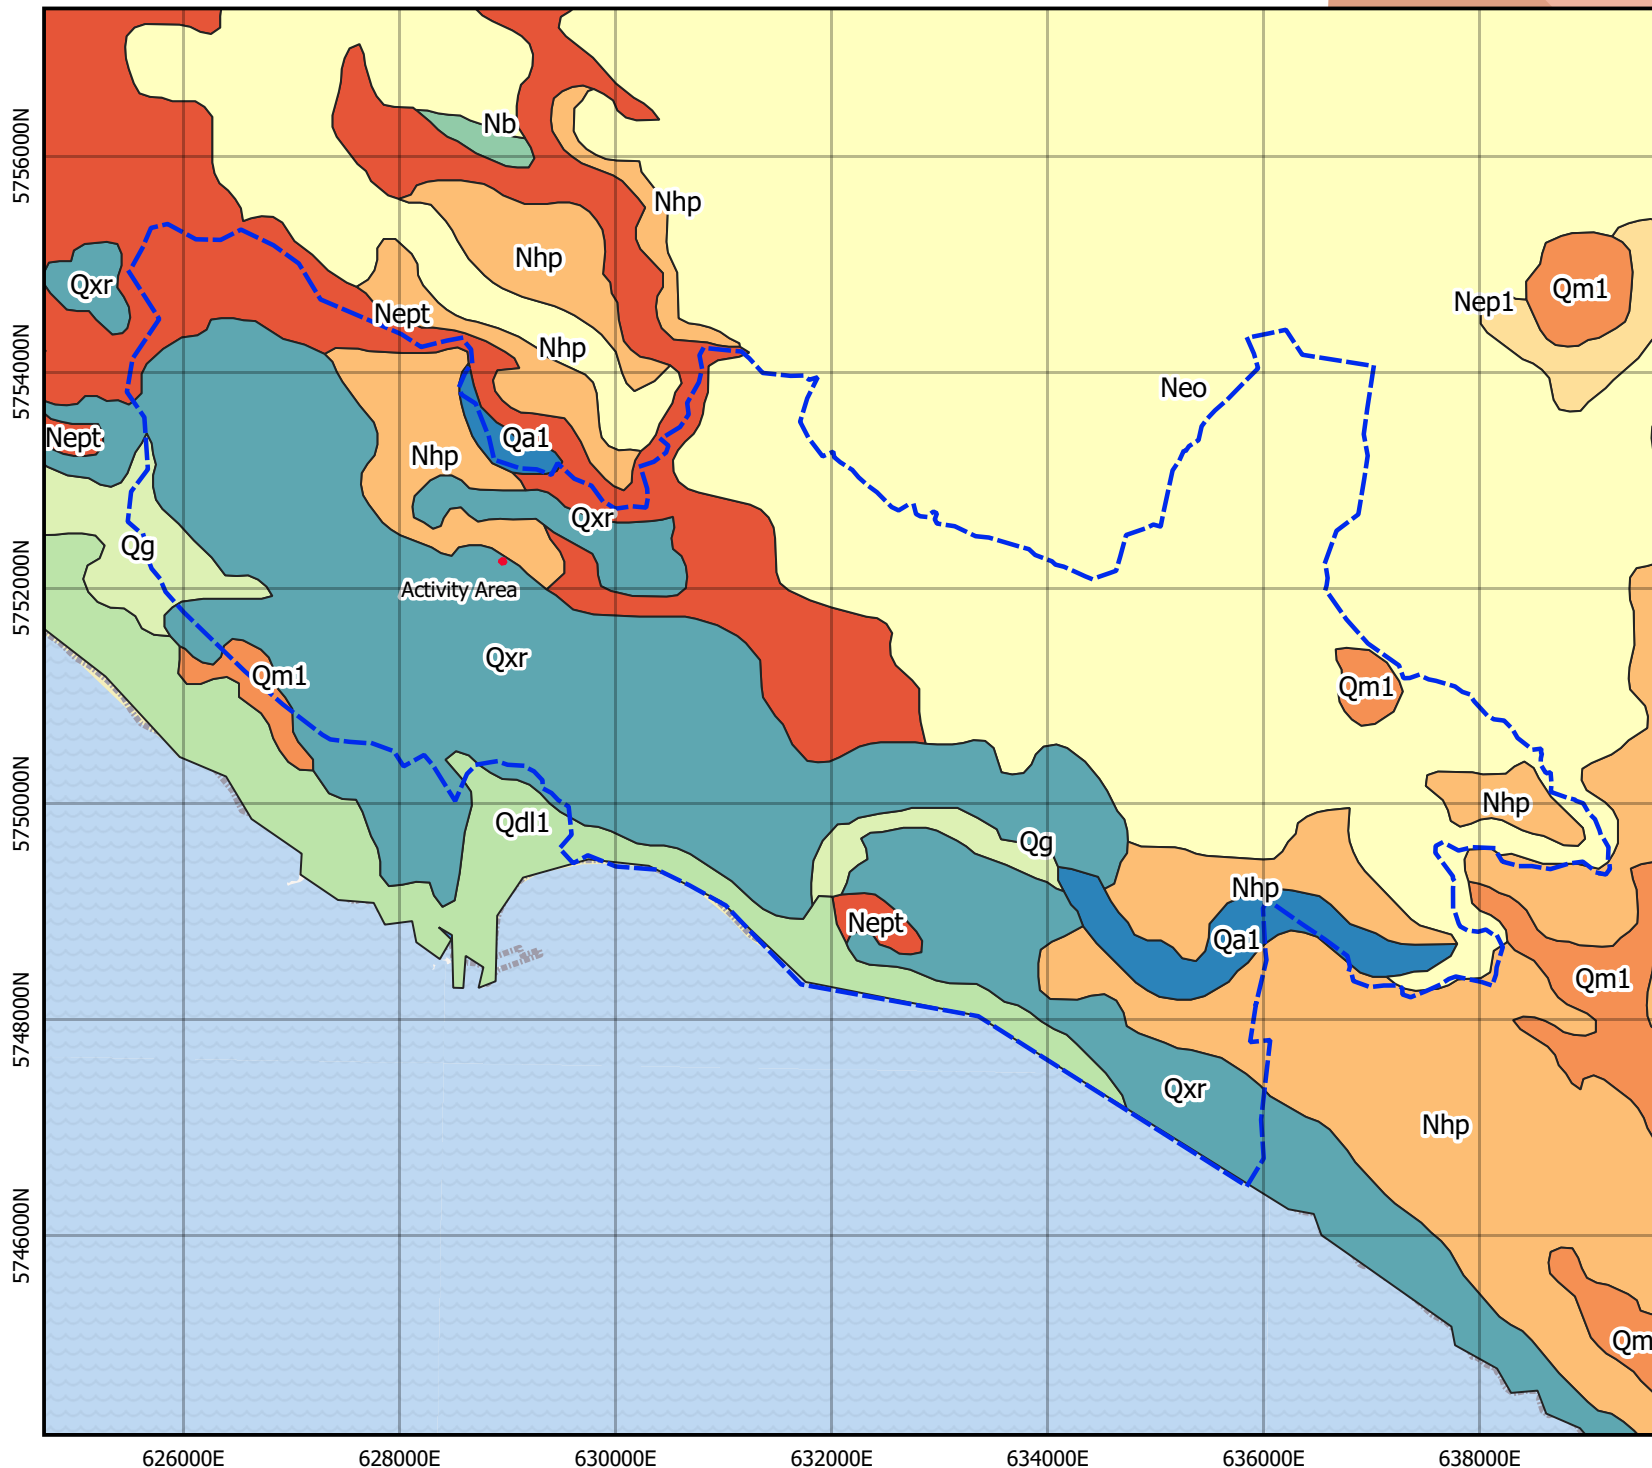 5756000N
5754000N
5752000N
5750000N
5748000N
5746000N
Nb
Nhp
Nhp
Qxr
Qm1
Nep1
Nept
Nhp
Neo
Nept
Qa1
Nhp
Qxr
Qg
Activity Area
Qxr
Qm1
Qm1
Nhp
Qdl1
Qg
Nhp
Nept
Qa1
Qm1
Qxr
Nhp
Qm
626000E
628000E
630000E
632000E
634000E
636000E
638000E